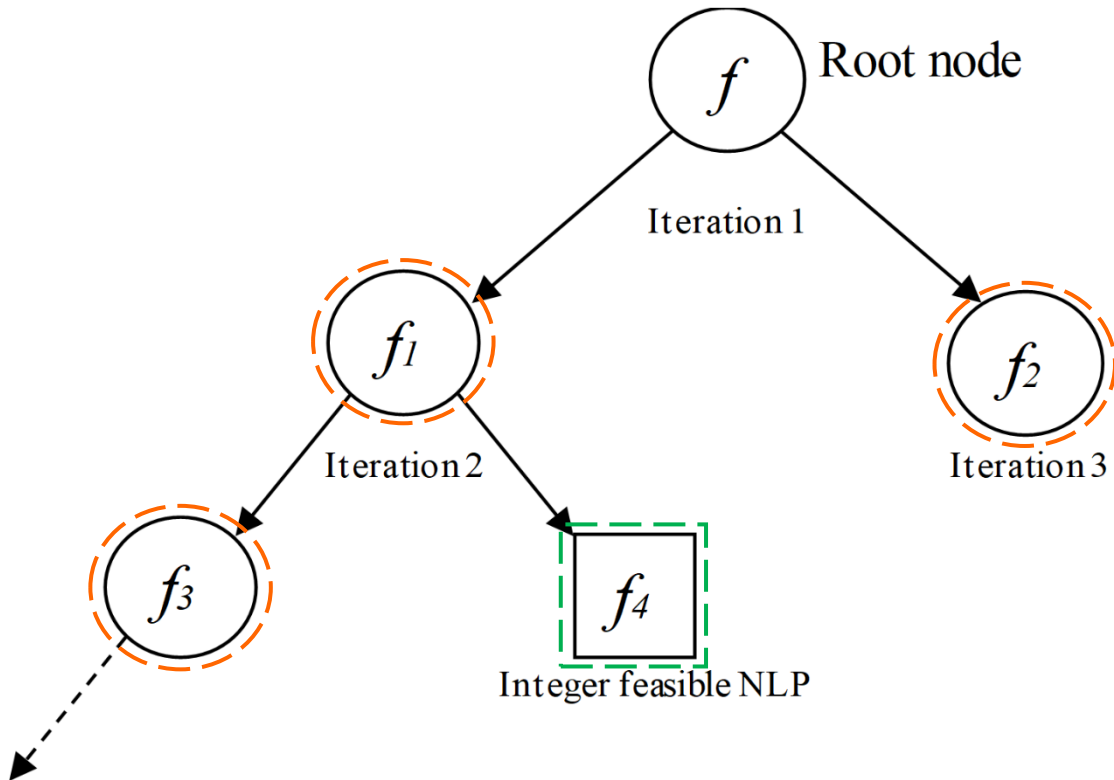 f
Root node
Iteration 1
f1
f2
Iteration 2
Iteration 3
f3
f4
Integer feasible NLP